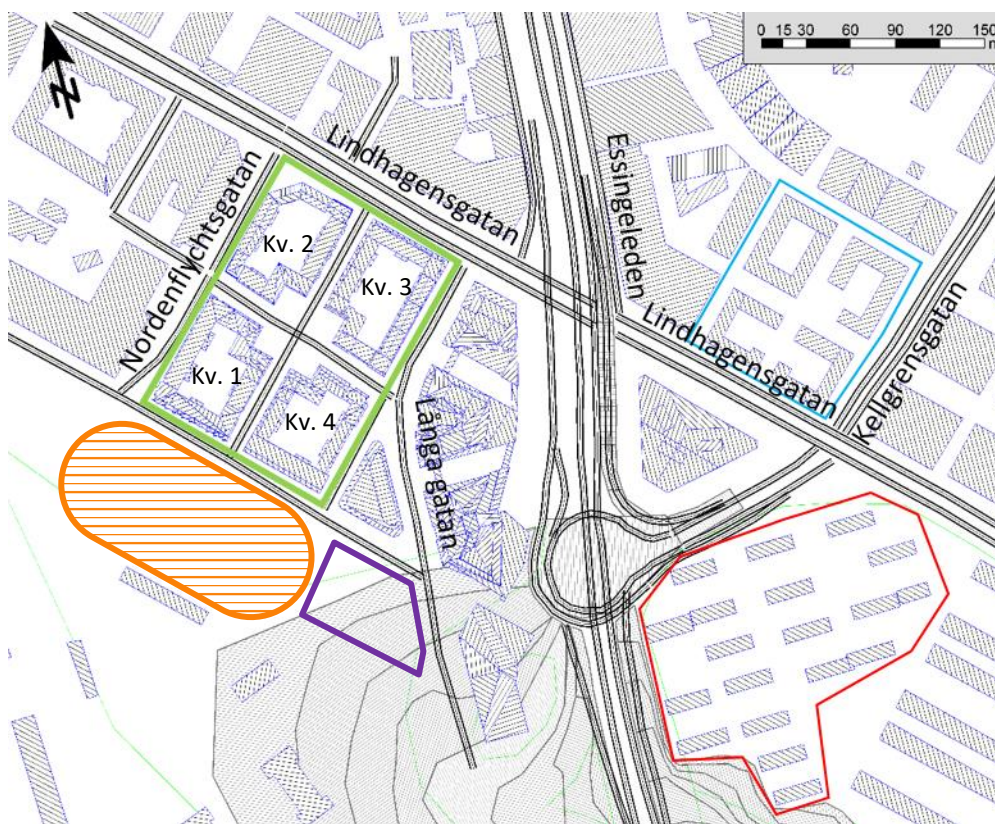 0 15 30 60 90 120 150
m
N
Lindhagensgatan
Essingeleden
Nordenflychtsgatan
Kv. 2
Kv. 3
Lindhagensgatan
Kellgrensgatan
Kv. 1
Kv. 4
Långa gatan